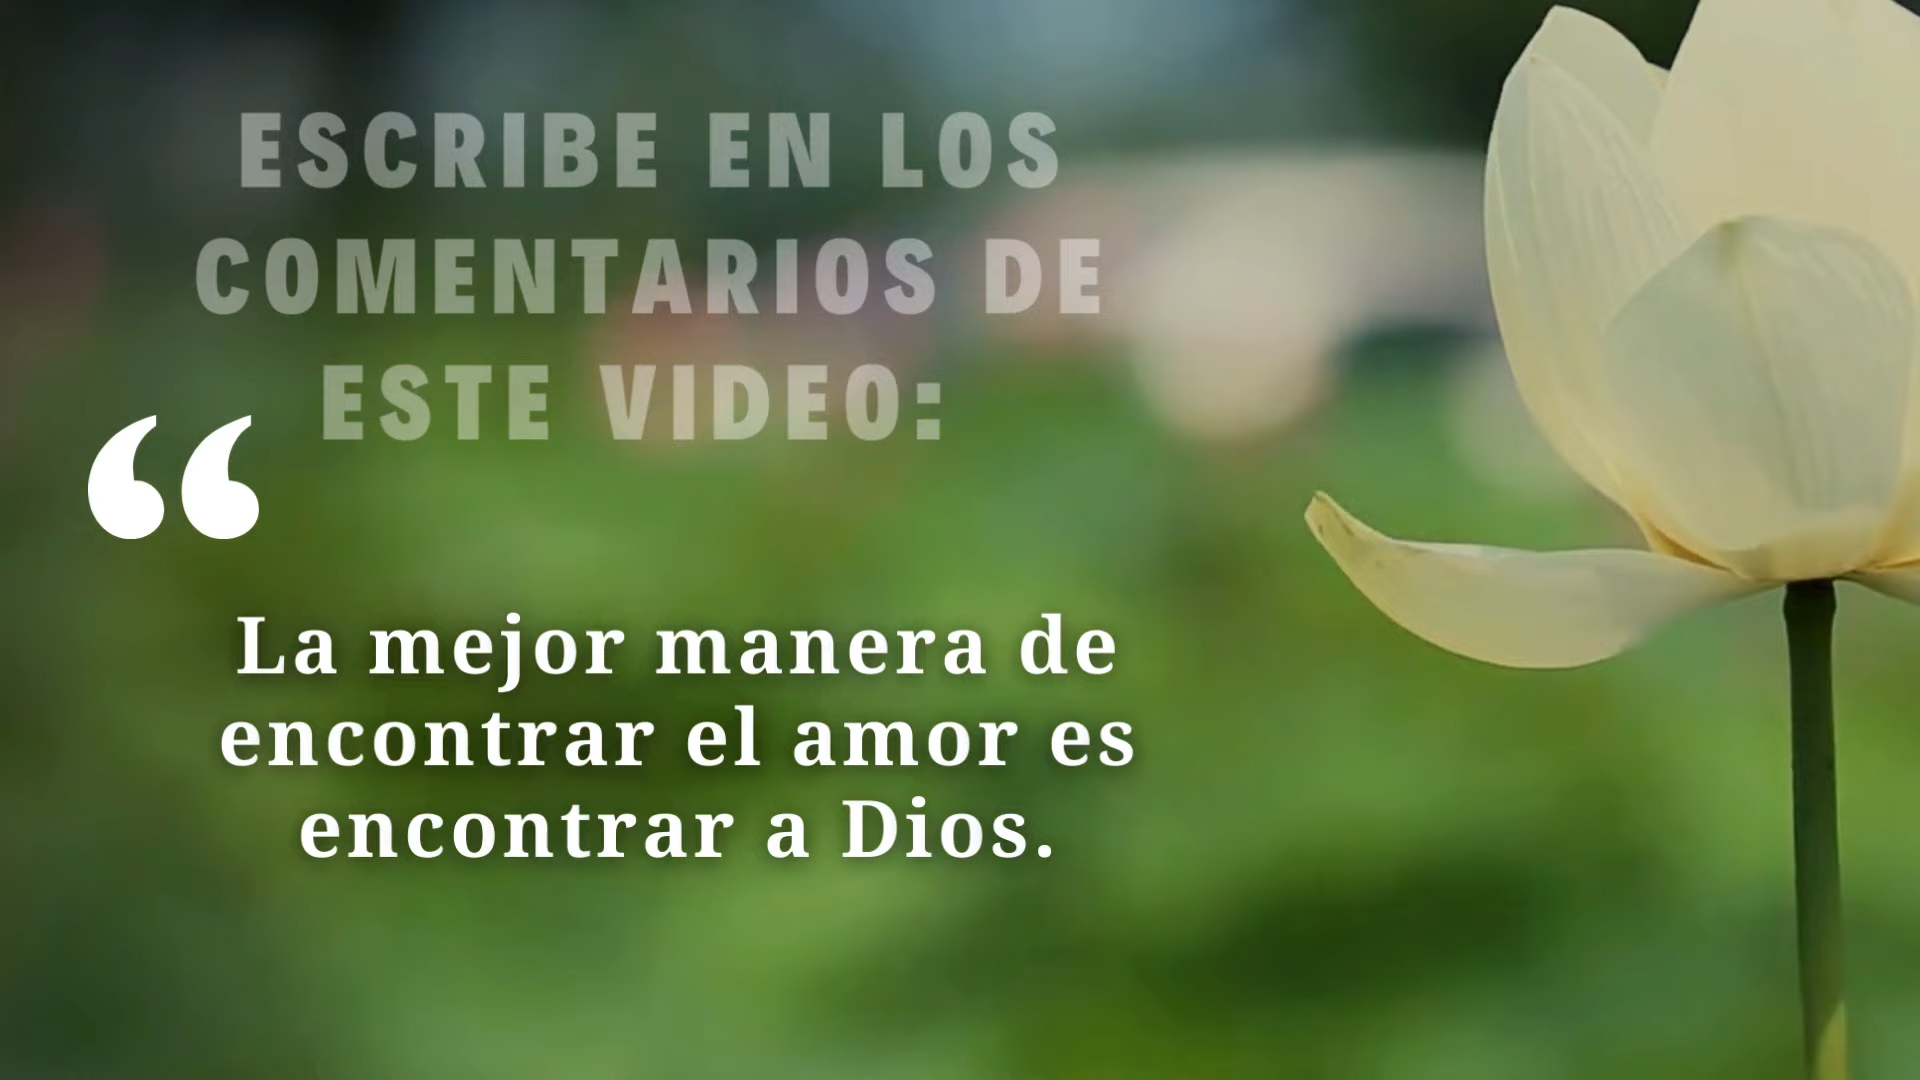 ESCRIBE EN LOS
COMENTARIOS DE
ESTE VIDEO:
“
La mejor manera de
encontrar el amor es
encontrar a Dios.